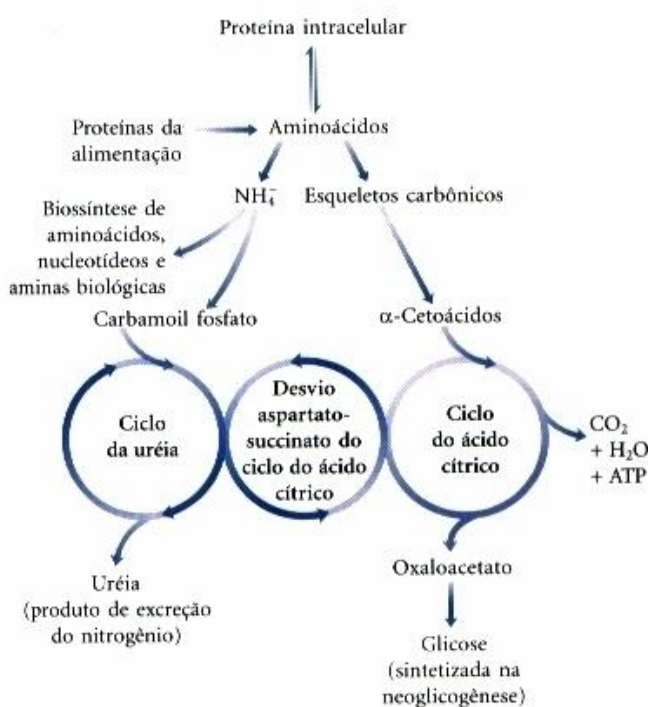 Proteína intracelular
Proteínas da
alimentação
Aminoácidos
NH₄⁻
Esqueletos carbônicos
Biossíntese de
aminoácidos,
nucleotídeos e
aminas biológicas
Carbamoil fosfato
α-Cetoácidos
Ciclo
da uréia
Desvio
aspartato-
succinato do
ciclo do ácido
cítrico
Ciclo
do ácido
cítrico
CO₂
+ H₂O
+ ATP
Uréia
(produto de excreção
do nitrogênio)
Oxaloacetato
Glicose
(sintetizada na
neoglicogênese)